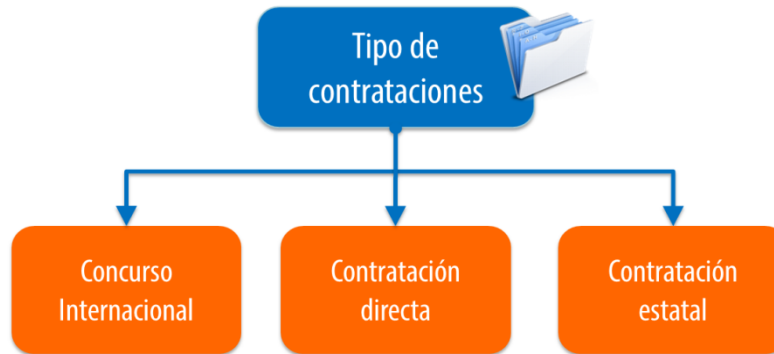 Tipo de
contrataciones
Concurso
Internacional
Contratación
directa
Contratación
estatal